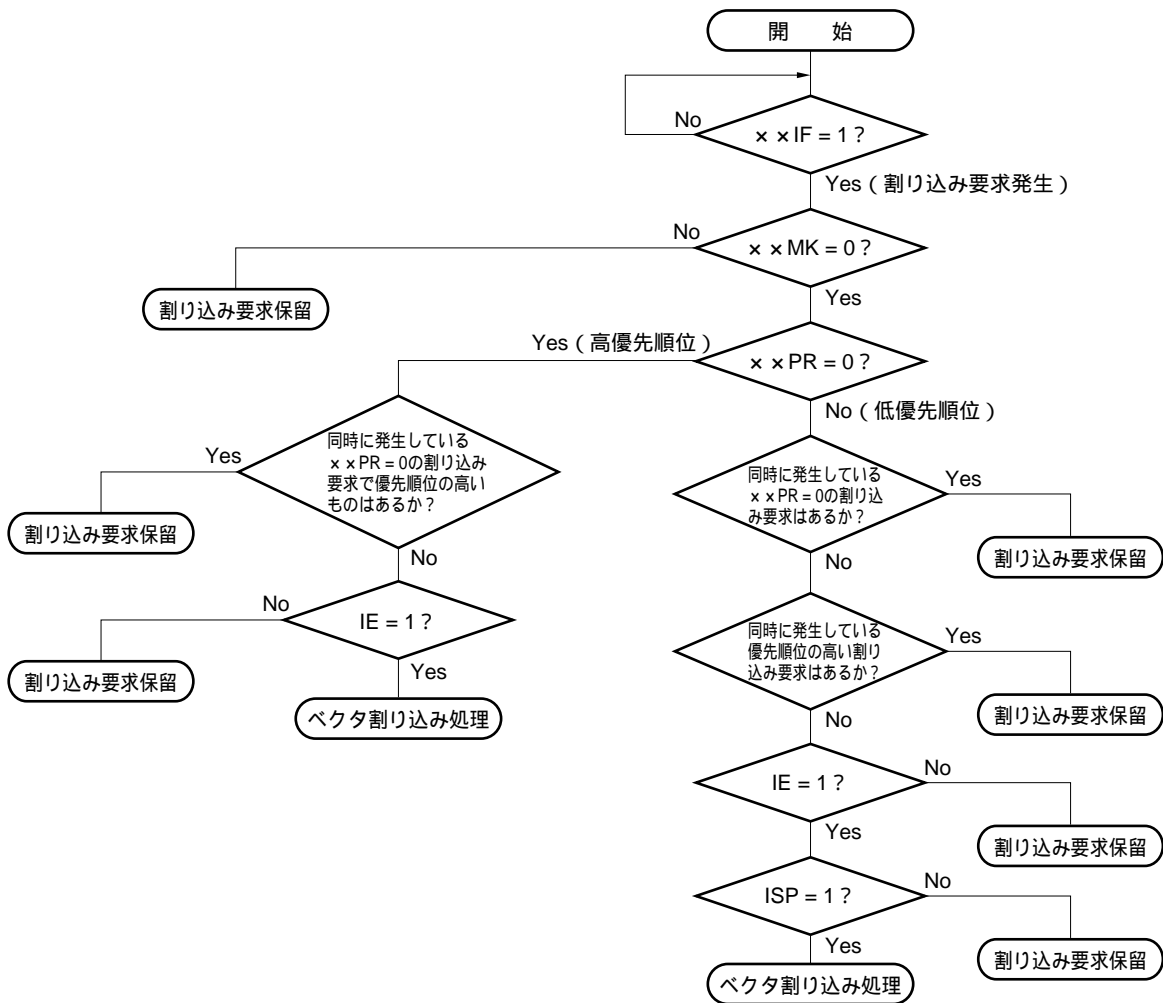 開　始
No
××IF = 1？
Yes（割り込み要求発生）
No
××MK = 0？
割り込み要求保留
Yes
Yes（高優先順位）
××PR = 0？
No（低優先順位）
Yes
同時に発生している
××PR = 0の割り込み
要求で優先順位の高い
ものはあるか？
割り込み要求保留
No
同時に発生している
××PR = 0の割り込
み要求はあるか？
Yes
割り込み要求保留
No
No
IE = 1？
割り込み要求保留
Yes
ベクタ割り込み処理
同時に発生している
優先順位の高い割り
込み要求はあるか？
Yes
割り込み要求保留
No
IE = 1？
No
割り込み要求保留
Yes
ISP = 1？
No
割り込み要求保留
Yes
ベクタ割り込み処理